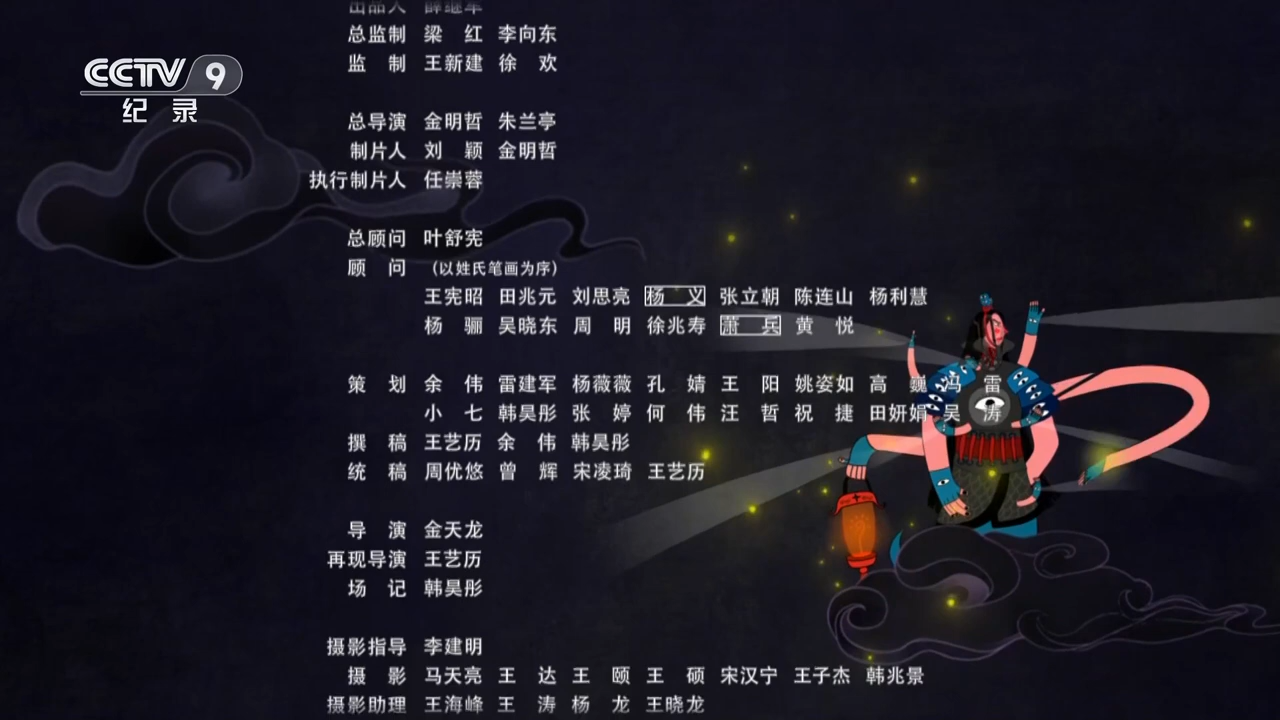 出品人 薛继军
总监制 梁 红 李向东
监 制 王新建 徐 欢
CCTV 9
纪 录
总导演 金明哲 朱兰亭
制片人 刘 颖 金明哲
执行制片人 任崇蓉
总顾问 叶舒宪
顾 问 (以姓氏笔画为序)
王宪昭 田兆元 刘思亮 杨 义 张立朝 陈连山 杨利慧
杨 骊 吴晓东 周 明 徐兆寿 萧 兵 黄 悦
策 划 余 伟 雷建军 杨薇薇 孔 婧 王 阳 姚姿如 高 巍 冯 雷
小 七 韩昊彤 张 婷 何 伟 汪 哲 祝 捷 田妍娟 吴 涛
撰 稿 王艺历 余 伟 韩昊彤
统 稿 周优悠 曾 辉 宋凌琦 王艺历
导 演 金天龙
再现导演 王艺历
场 记 韩昊彤
摄影指导 李建明
摄 影 马天亮 王 达 王 颐 王 硕 宋汉宁 王子杰 韩兆景
摄影助理 王海峰 王 涛 杨 龙 王晓龙